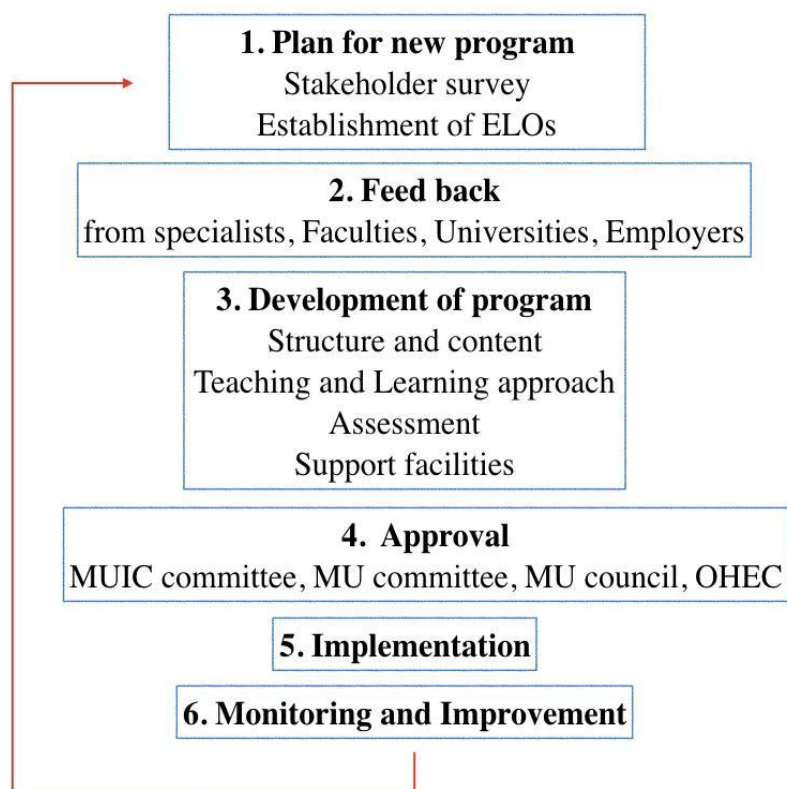 1. Plan for new program
Stakeholder survey
Establishment of ELOs
2. Feed back
from specialists, Faculties, Universities, Employers
3. Development of program
Structure and content
Teaching and Learning approach
Assessment
Support facilities
4. Approval
MUIC committee, MU committee, MU council, OHEC
5. Implementation
6. Monitoring and Improvement